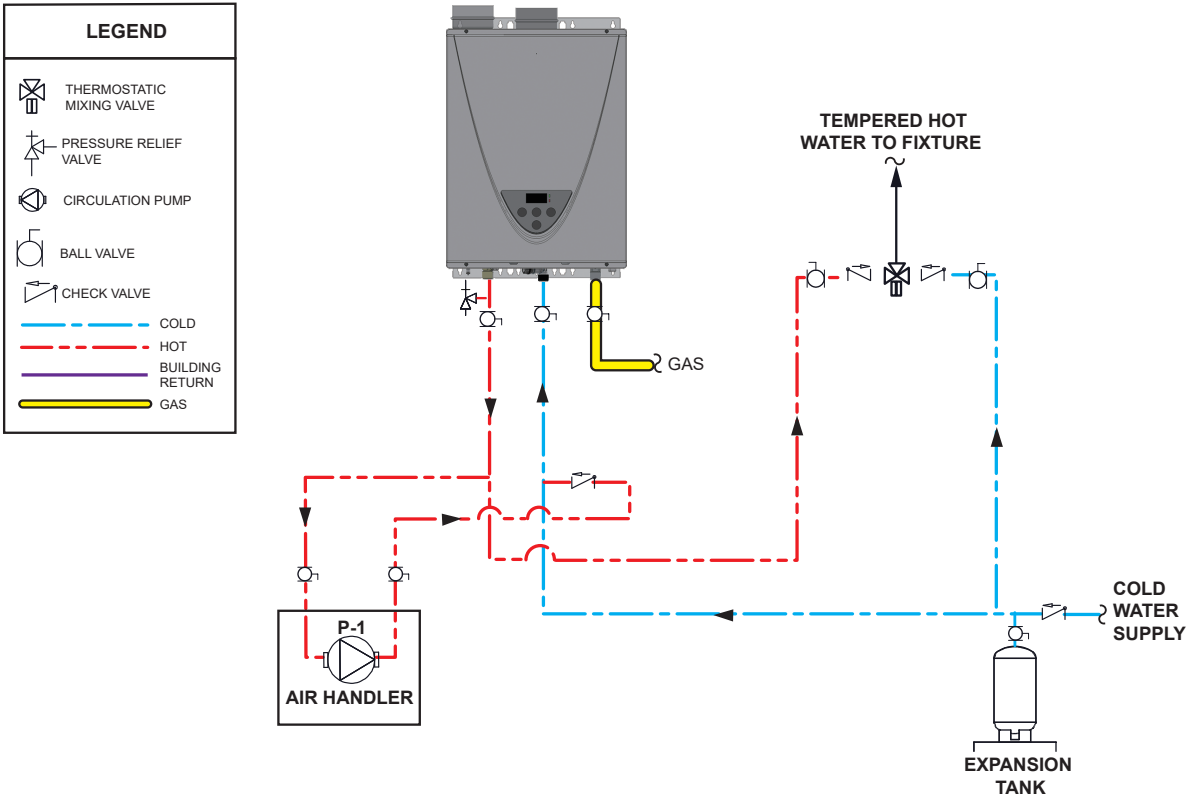 LEGEND
THERMOSTATIC
MIXING VALVE
PRESSURE RELIEF
VALVE
CIRCULATION PUMP
BALL VALVE
CHECK VALVE
COLD
HOT
BUILDING
RETURN
GAS
TEMPERED HOT
WATER TO FIXTURE
GAS
P-1
AIR HANDLER
COLD
WATER
SUPPLY
EXPANSION
TANK